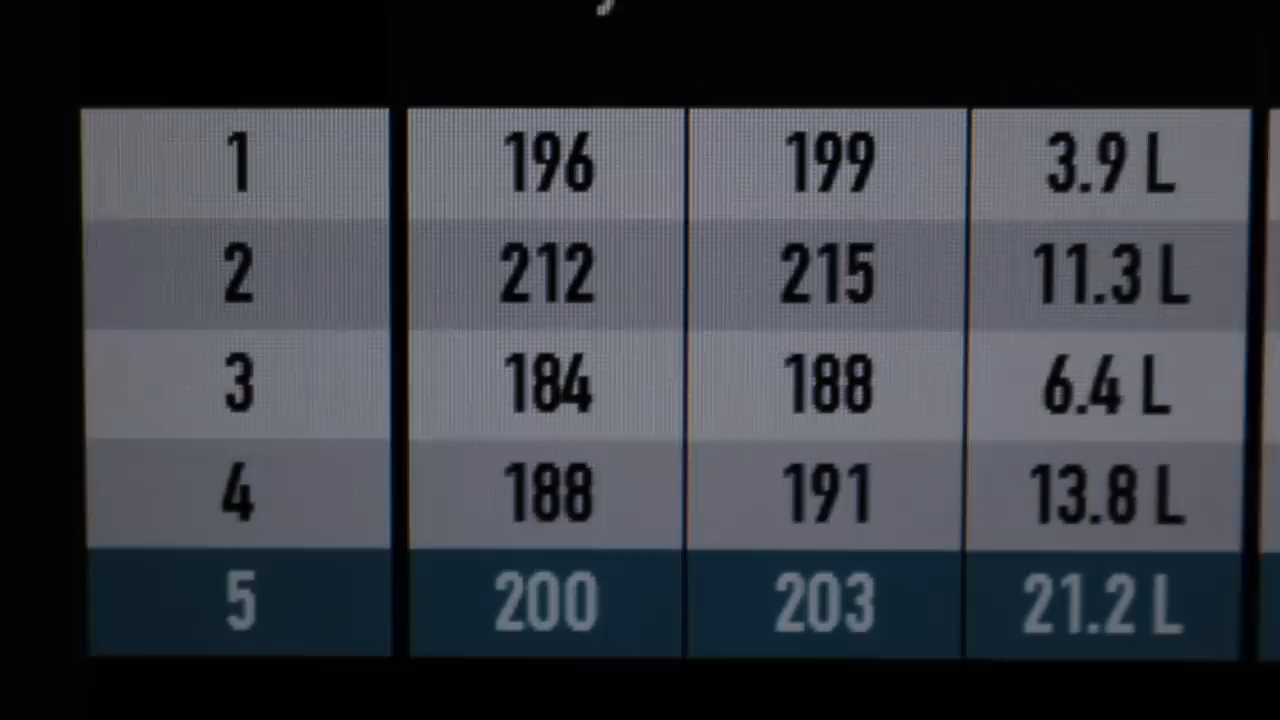 1 196 199 3.9 L
2 212 215 11.3 L
3 184 188 6.4 L
4 188 191 13.8 L
5 200 203 21.2 L